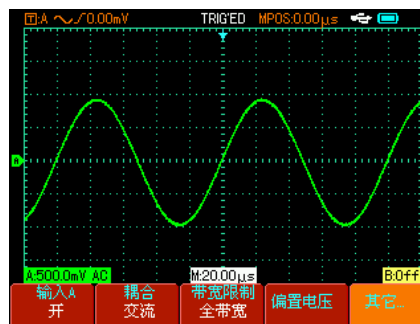 T:A 0.00mV TRIG'ED MPOS:0.00μs
A
A:500.0mV AC M:20.00μs B:Off
输入A 耦合 带宽限制 偏置电压 其它…
开 交流 全带宽